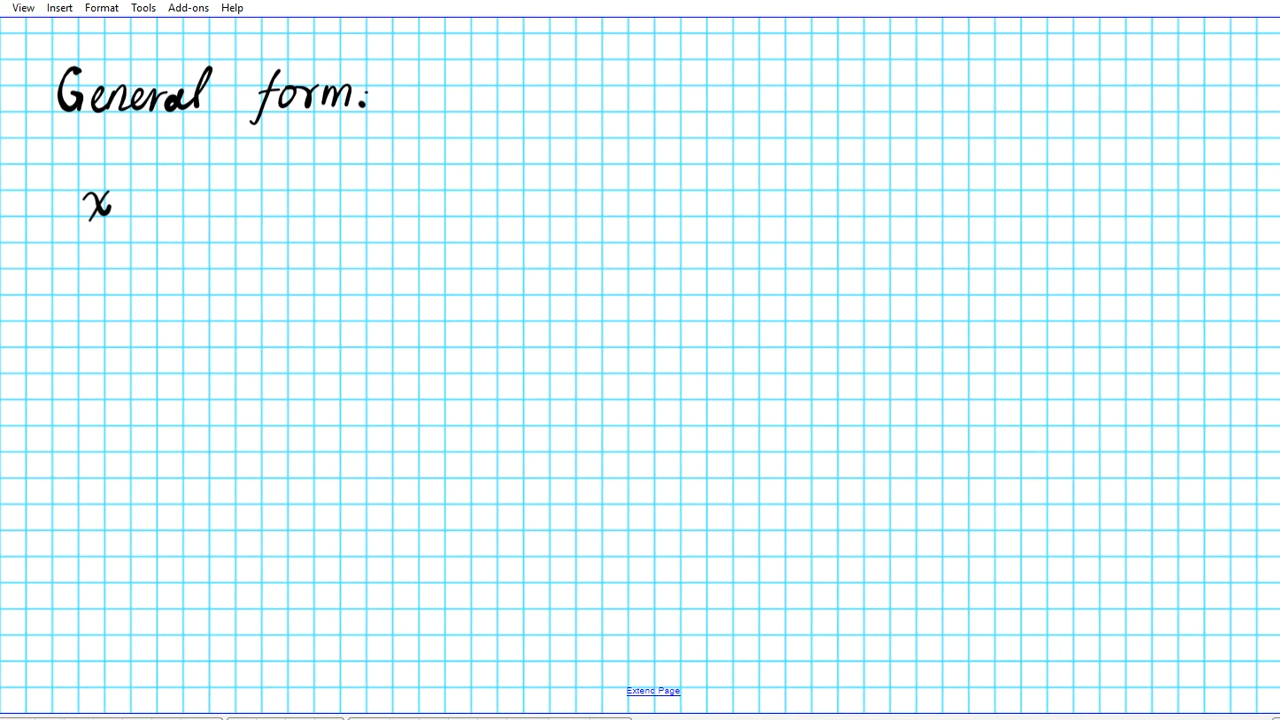 View Insert Format Tools Add-ons Help
General form:
x
Extend Page